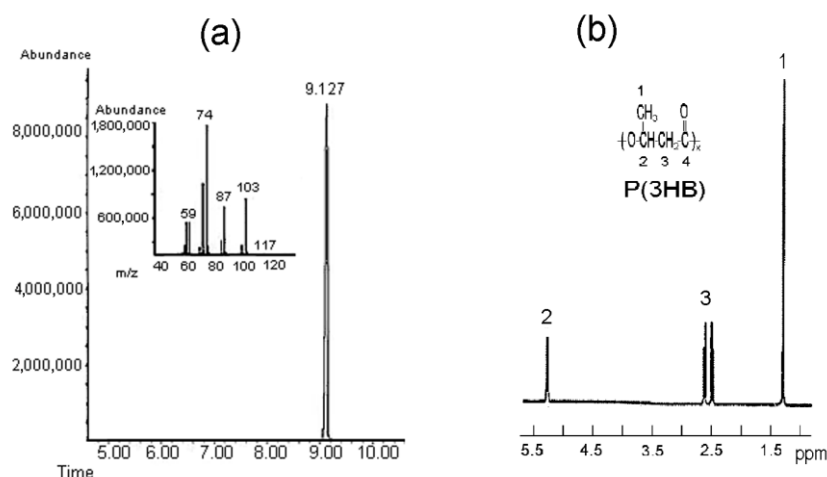 (a)
Abundance
9.127
8,000,000
6,000,000
4,000,000
2,000,000
5.00 6.00 7.00 8.00 9.00 10.00
Time
Abundance
1,800,000
1,200,000
600,000
74
59
87
103
117
40 60 80 100 120
m/z
(b)
1
1
CH3
O
(O-CH-CH2-C)x
2 3 4
P(3HB)
2
3
5.5 4.5 3.5 2.5 1.5 ppm